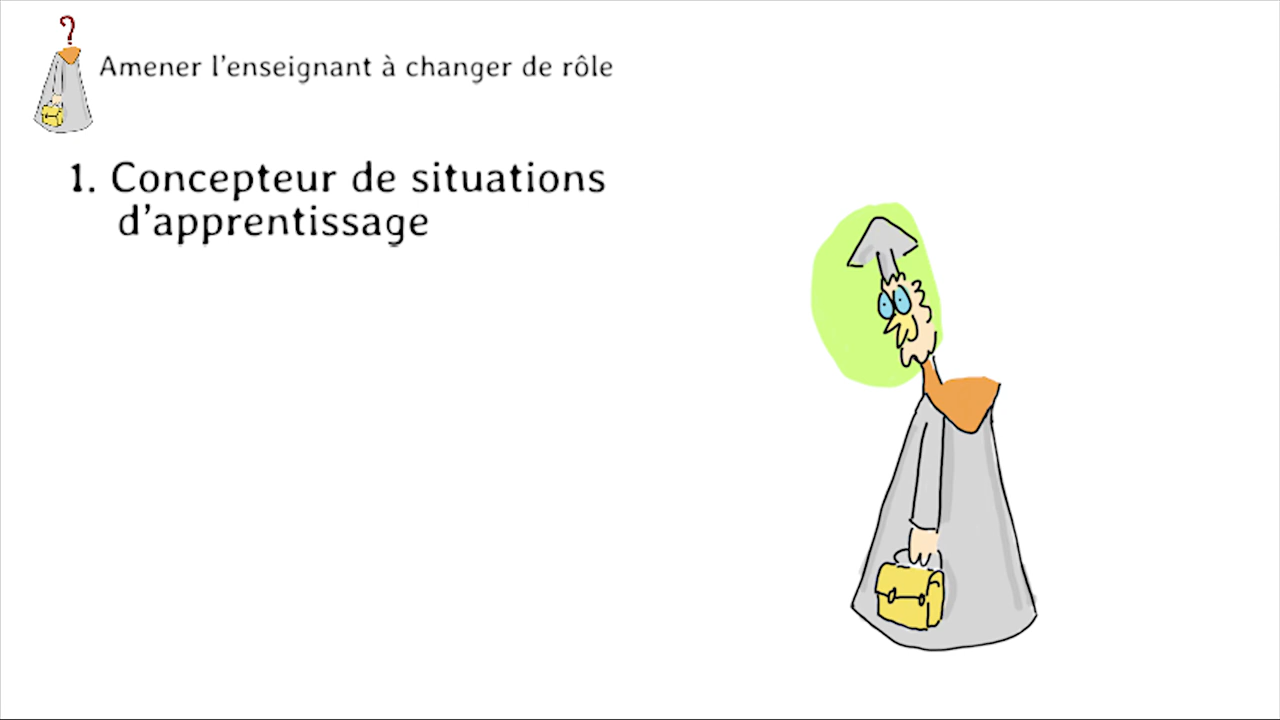 ?
Amener l'enseignant à changer de rôle
1. Concepteur de situations
d'apprentissage